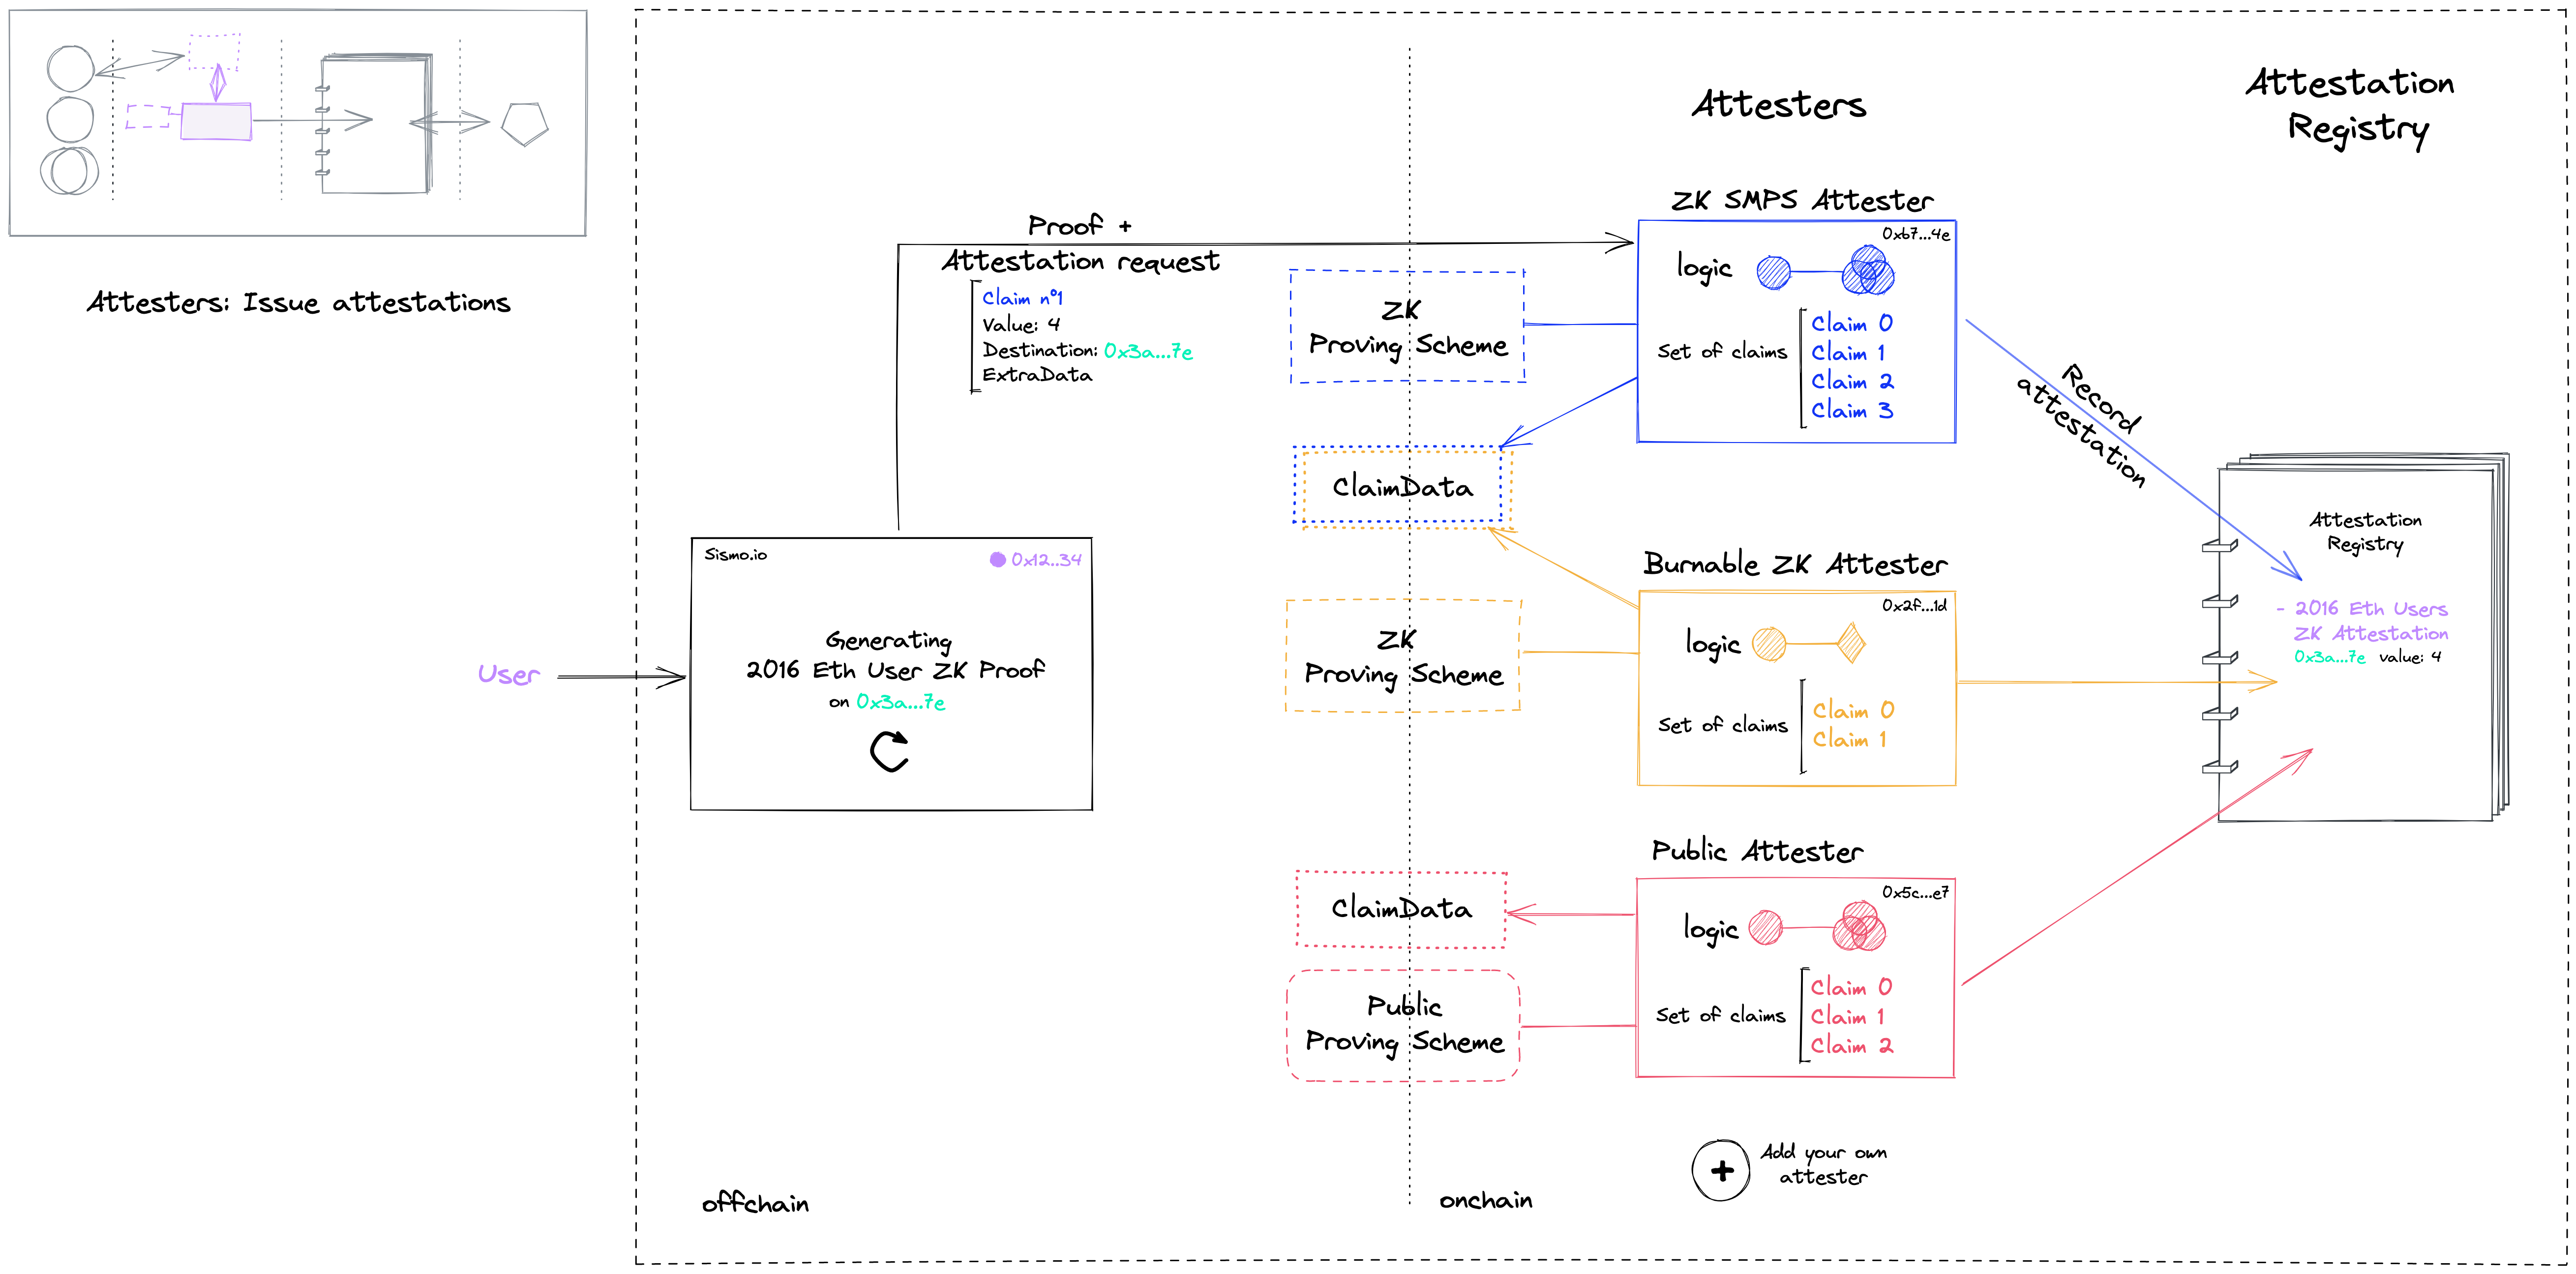 Attesters: Issue attestations
User
Sismo.io
0x12..34
Generating
2016 Eth User ZK Proof
on 0x3a...7e
Proof +
Attestation request
Claim n°1
Value: 4
Destination: 0x3a...7e
ExtraData
offchain
onchain
ZK
Proving Scheme
ClaimData
ZK
Proving Scheme
ClaimData
Public
Proving Scheme
Attesters
ZK SMPS Attester
0xb7...4e
logic
Set of claims
Claim 0
Claim 1
Claim 2
Claim 3
Burnable ZK Attester
0x2f...1d
logic
Set of claims
Claim 0
Claim 1
Public Attester
0x5c...e7
logic
Set of claims
Claim 0
Claim 1
Claim 2
+
Add your own
attester
Record
attestation
Attestation
Registry
Attestation
Registry
- 2016 Eth Users
ZK Attestation
0x3a...7e value: 4